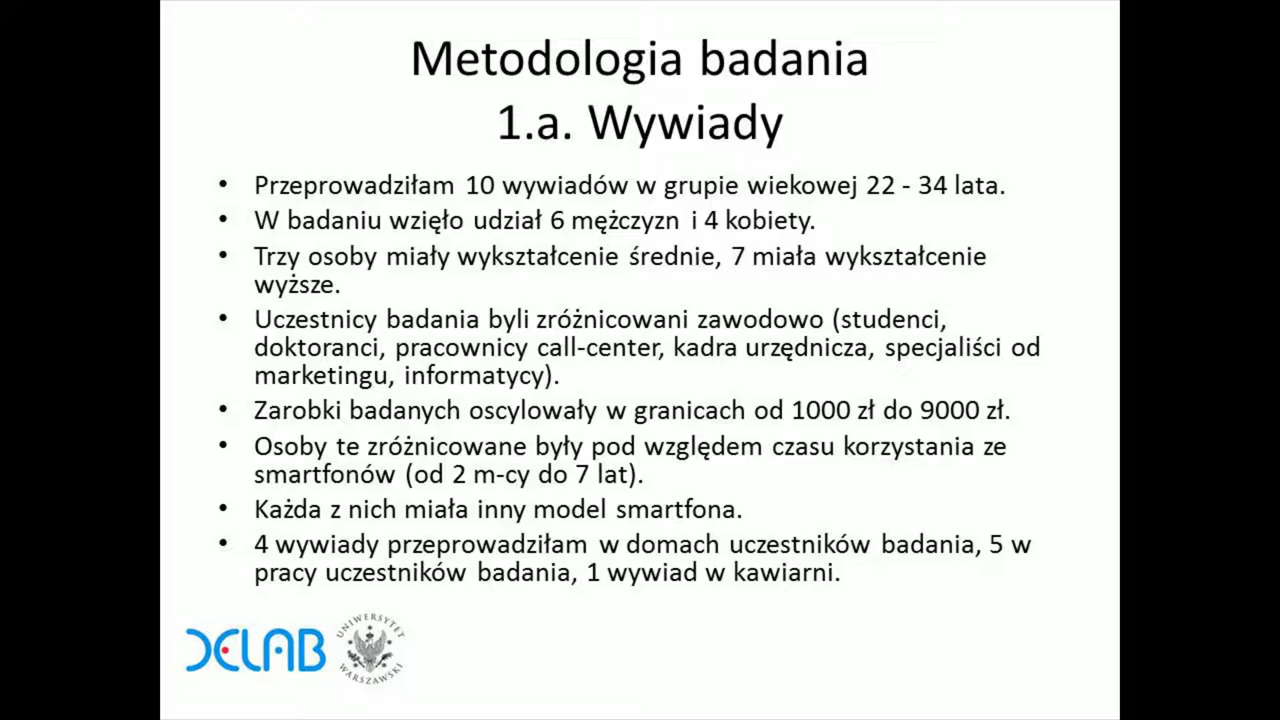 Metodologia badania
1.a. Wywiady
• Przeprowadziłam 10 wywiadów w grupie wiekowej 22 - 34 lata.
• W badaniu wzięło udział 6 mężczyzn i 4 kobiety.
• Trzy osoby miały wykształcenie średnie, 7 miała wykształcenie
wyższe.
• Uczestnicy badania byli zróżnicowani zawodowo (studenci,
doktoranci, pracownicy call-center, kadra urzędnicza, specjaliści od
marketingu, informatycy).
• Zarobki badanych oscylowały w granicach od 1000 zł do 9000 zł.
• Osoby te zróżnicowane były pod względem czasu korzystania ze
smartfonów (od 2 m-cy do 7 lat).
• Każda z nich miała inny model smartfona.
• 4 wywiady przeprowadziłam w domach uczestników badania, 5 w
pracy uczestników badania, 1 wywiad w kawiarni.
DELAB
UNIWERSYTET
WARSZAWSKI